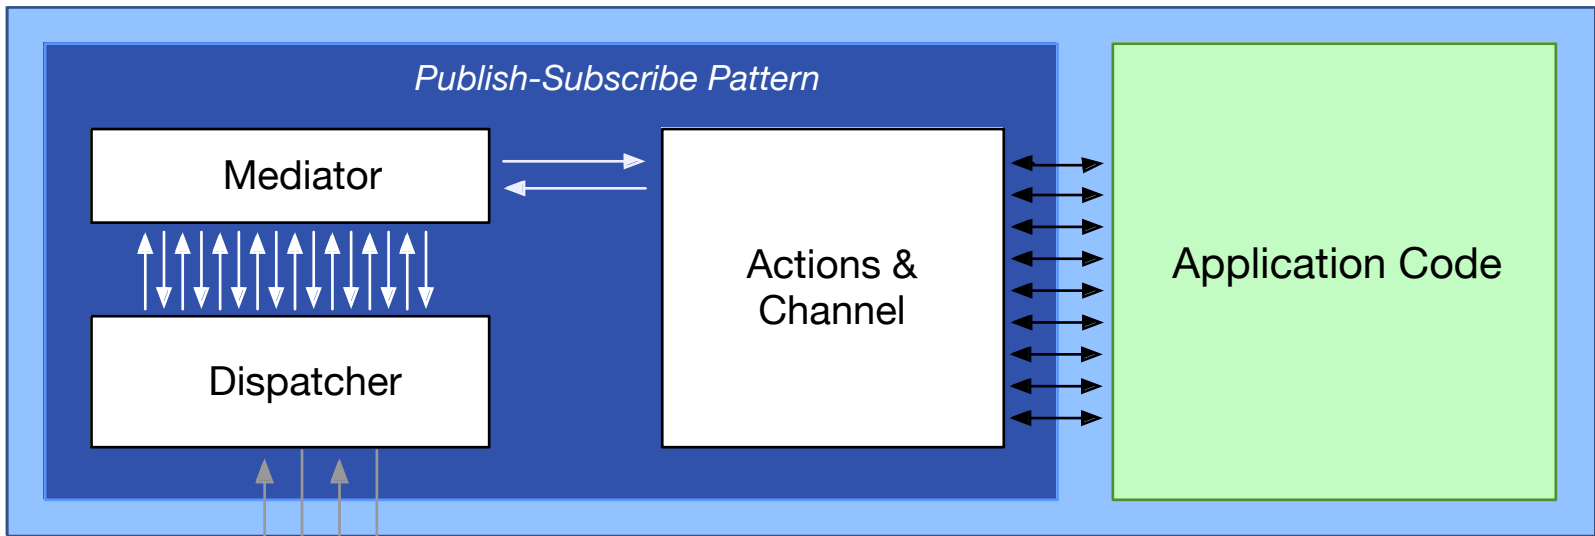 Publish-Subscribe Pattern
Mediator
Actions &
Channel
Application Code
Dispatcher